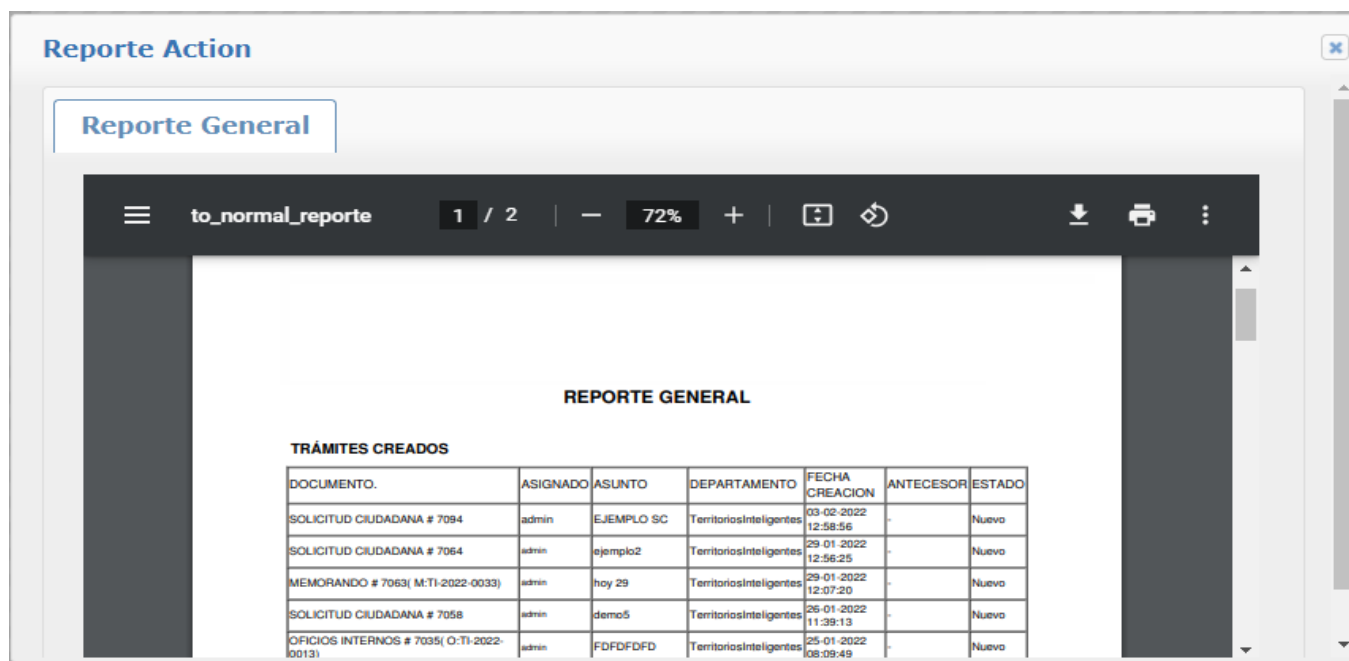 Reporte Action
Reporte General
to_normal_reporte 1 / 2 72%
REPORTE GENERAL
TRÁMITES CREADOS
DOCUMENTO. ASIGNADO ASUNTO DEPARTAMENTO FECHA CREACION ANTECESOR ESTADO
SOLICITUD CIUDADANA # 7094 admin EJEMPLO SC TerritoriosInteligentes 03-02-2022 12:58:56 - Nuevo
SOLICITUD CIUDADANA # 7064 admin ejemplo2 TerritoriosInteligentes 29-01-2022 12:56:25 - Nuevo
MEMORANDO # 7063( M:TI-2022-0033) admin hoy 29 TerritoriosInteligentes 29-01-2022 12:07:20 - Nuevo
SOLICITUD CIUDADANA # 7058 admin demo5 TerritoriosInteligentes 26-01-2022 11:39:13 - Nuevo
OFICIOS INTERNOS # 7035( O:TI-2022-0013) admin FDFDFDFD TerritoriosInteligentes 25-01-2022 08:09:49 - Nuevo